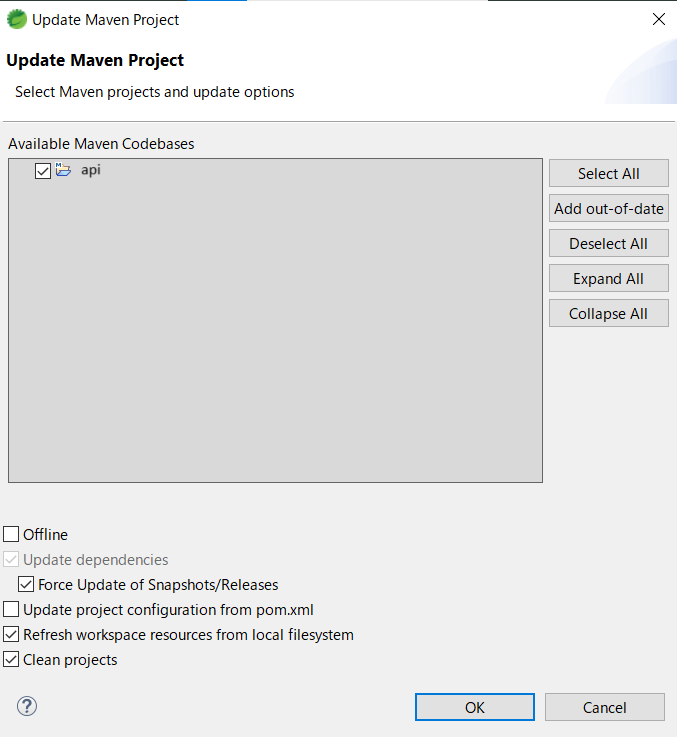 Update Maven Project
Update Maven Project
Select Maven projects and update options
Available Maven Codebases
api
Select All
Add out-of-date
Deselect All
Expand All
Collapse All
Offline
Update dependencies
Force Update of Snapshots/Releases
Update project configuration from pom.xml
Refresh workspace resources from local filesystem
Clean projects
?
OK
Cancel